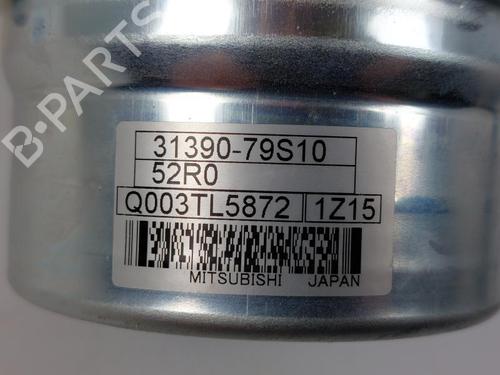 B-PARTS
31390-79S10
52R0
Q003TL5872 1Z15
MITSUBISHI JAPAN